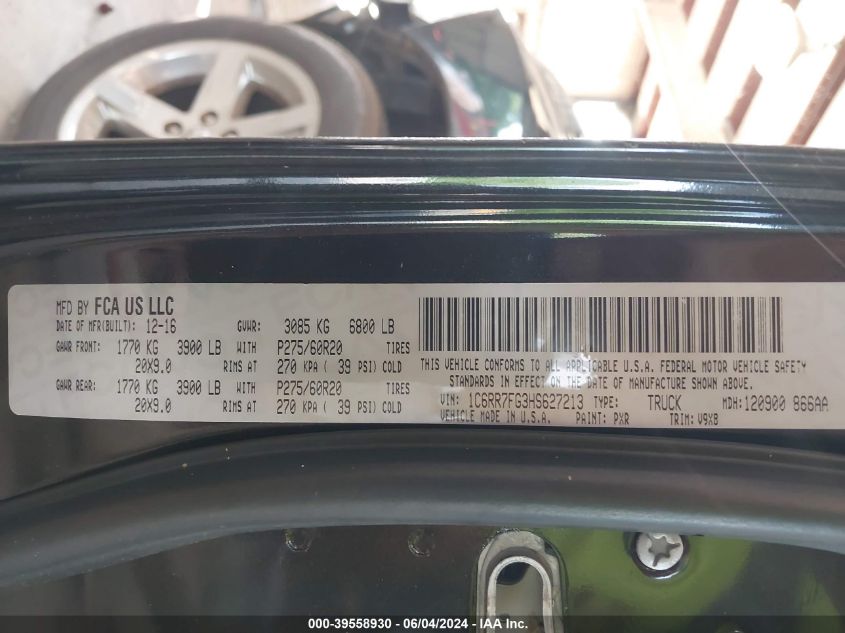 MFD BY FCA US LLC
DATE OF MFR(BUILT): 12-16 GVWR: 3085 KG 6800 LB
GAWR FRONT: 1770 KG 3900 LB WITH P275/60R20 TIRES
20X9.0 RIMS AT 270 KPA ( 39 PSI) COLD
GAWR REAR: 1770 KG 3900 LB WITH P275/60R20 TIRES
20X9.0 RIMS AT 270 KPA ( 39 PSI) COLD
THIS VEHICLE CONFORMS TO ALL APPLICABLE U.S.A. FEDERAL MOTOR VEHICLE SAFETY
STANDARDS IN EFFECT ON THE DATE OF MANUFACTURE SHOWN ABOVE.
VIN: 1C6RR7FG3HS627213 TYPE: TRUCK MDH: 120900 866AA
VEHICLE MADE IN U.S.A. PAINT: PXR TRIM: V9X8
000-39558930 - 06/04/2024 - IAA Inc.